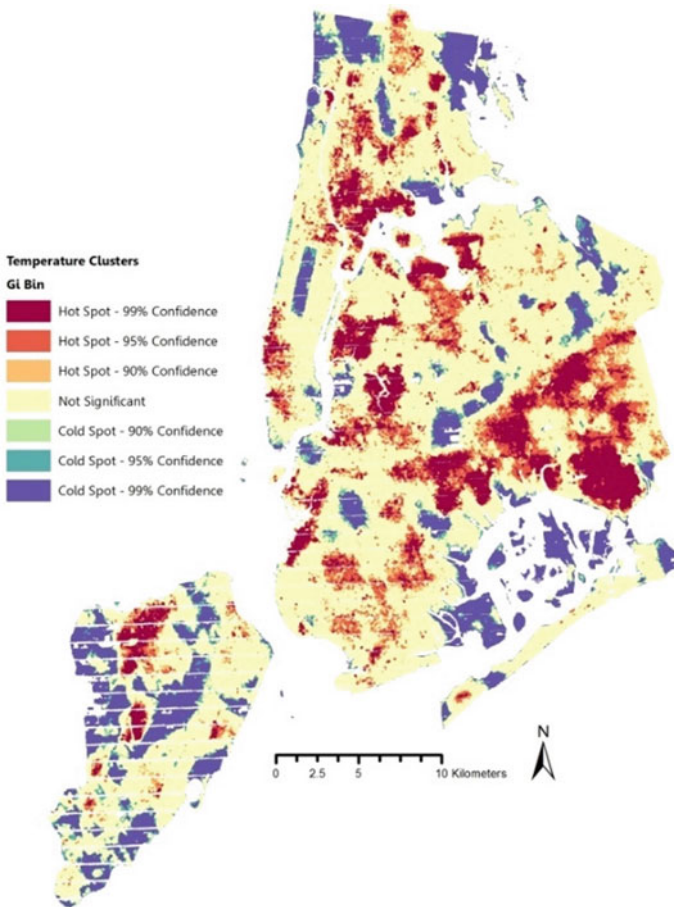 Temperature Clusters
Gi Bin
Hot Spot - 99% Confidence
Hot Spot - 95% Confidence
Hot Spot - 90% Confidence
Not Significant
Cold Spot - 90% Confidence
Cold Spot - 95% Confidence
Cold Spot - 99% Confidence
N
0 2.5 5 10 Kilometers